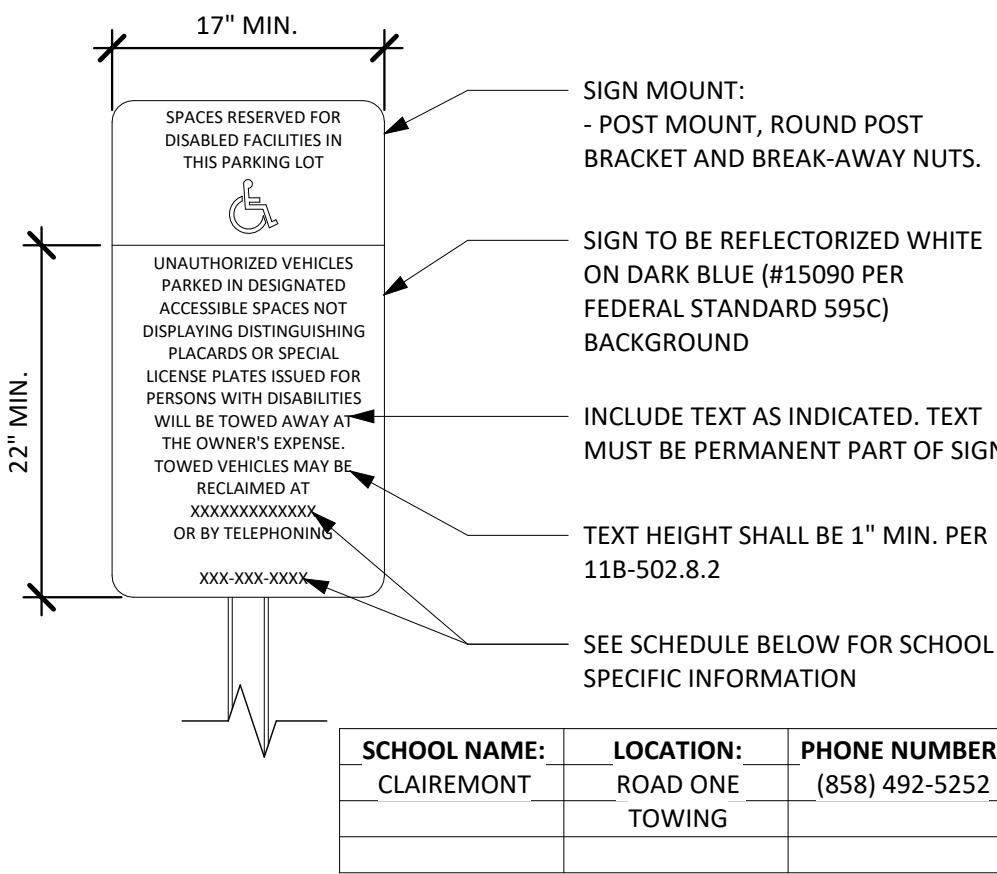 17" MIN.
SPACES RESERVED FOR
DISABLED FACILITIES IN
THIS PARKING LOT
22" MIN.
UNAUTHORIZED VEHICLES
PARKED IN DESIGNATED
ACCESSIBLE SPACES NOT
DISPLAYING DISTINGUISHING
PLACARDS OR SPECIAL
LICENSE PLATES ISSUED FOR
PERSONS WITH DISABILITIES
WILL BE TOWED AWAY AT
THE OWNER'S EXPENSE.
TOWED VEHICLES MAY BE
RECLAIMED AT
XXXXXXXXXXXXX
OR BY TELEPHONING
XXX-XXX-XXXX
SIGN MOUNT:
- POST MOUNT, ROUND POST
BRACKET AND BREAK-AWAY NUTS.
SIGN TO BE REFLECTORIZED WHITE
ON DARK BLUE (#15090 PER
FEDERAL STANDARD 595C)
BACKGROUND
INCLUDE TEXT AS INDICATED. TEXT
MUST BE PERMANENT PART OF SIGN
TEXT HEIGHT SHALL BE 1" MIN. PER
11B-502.8.2
SEE SCHEDULE BELOW FOR SCHOOL
SPECIFIC INFORMATION
SCHOOL NAME: LOCATION: PHONE NUMBER
CLAIREMONT ROAD ONE (858) 492-5252
TOWING